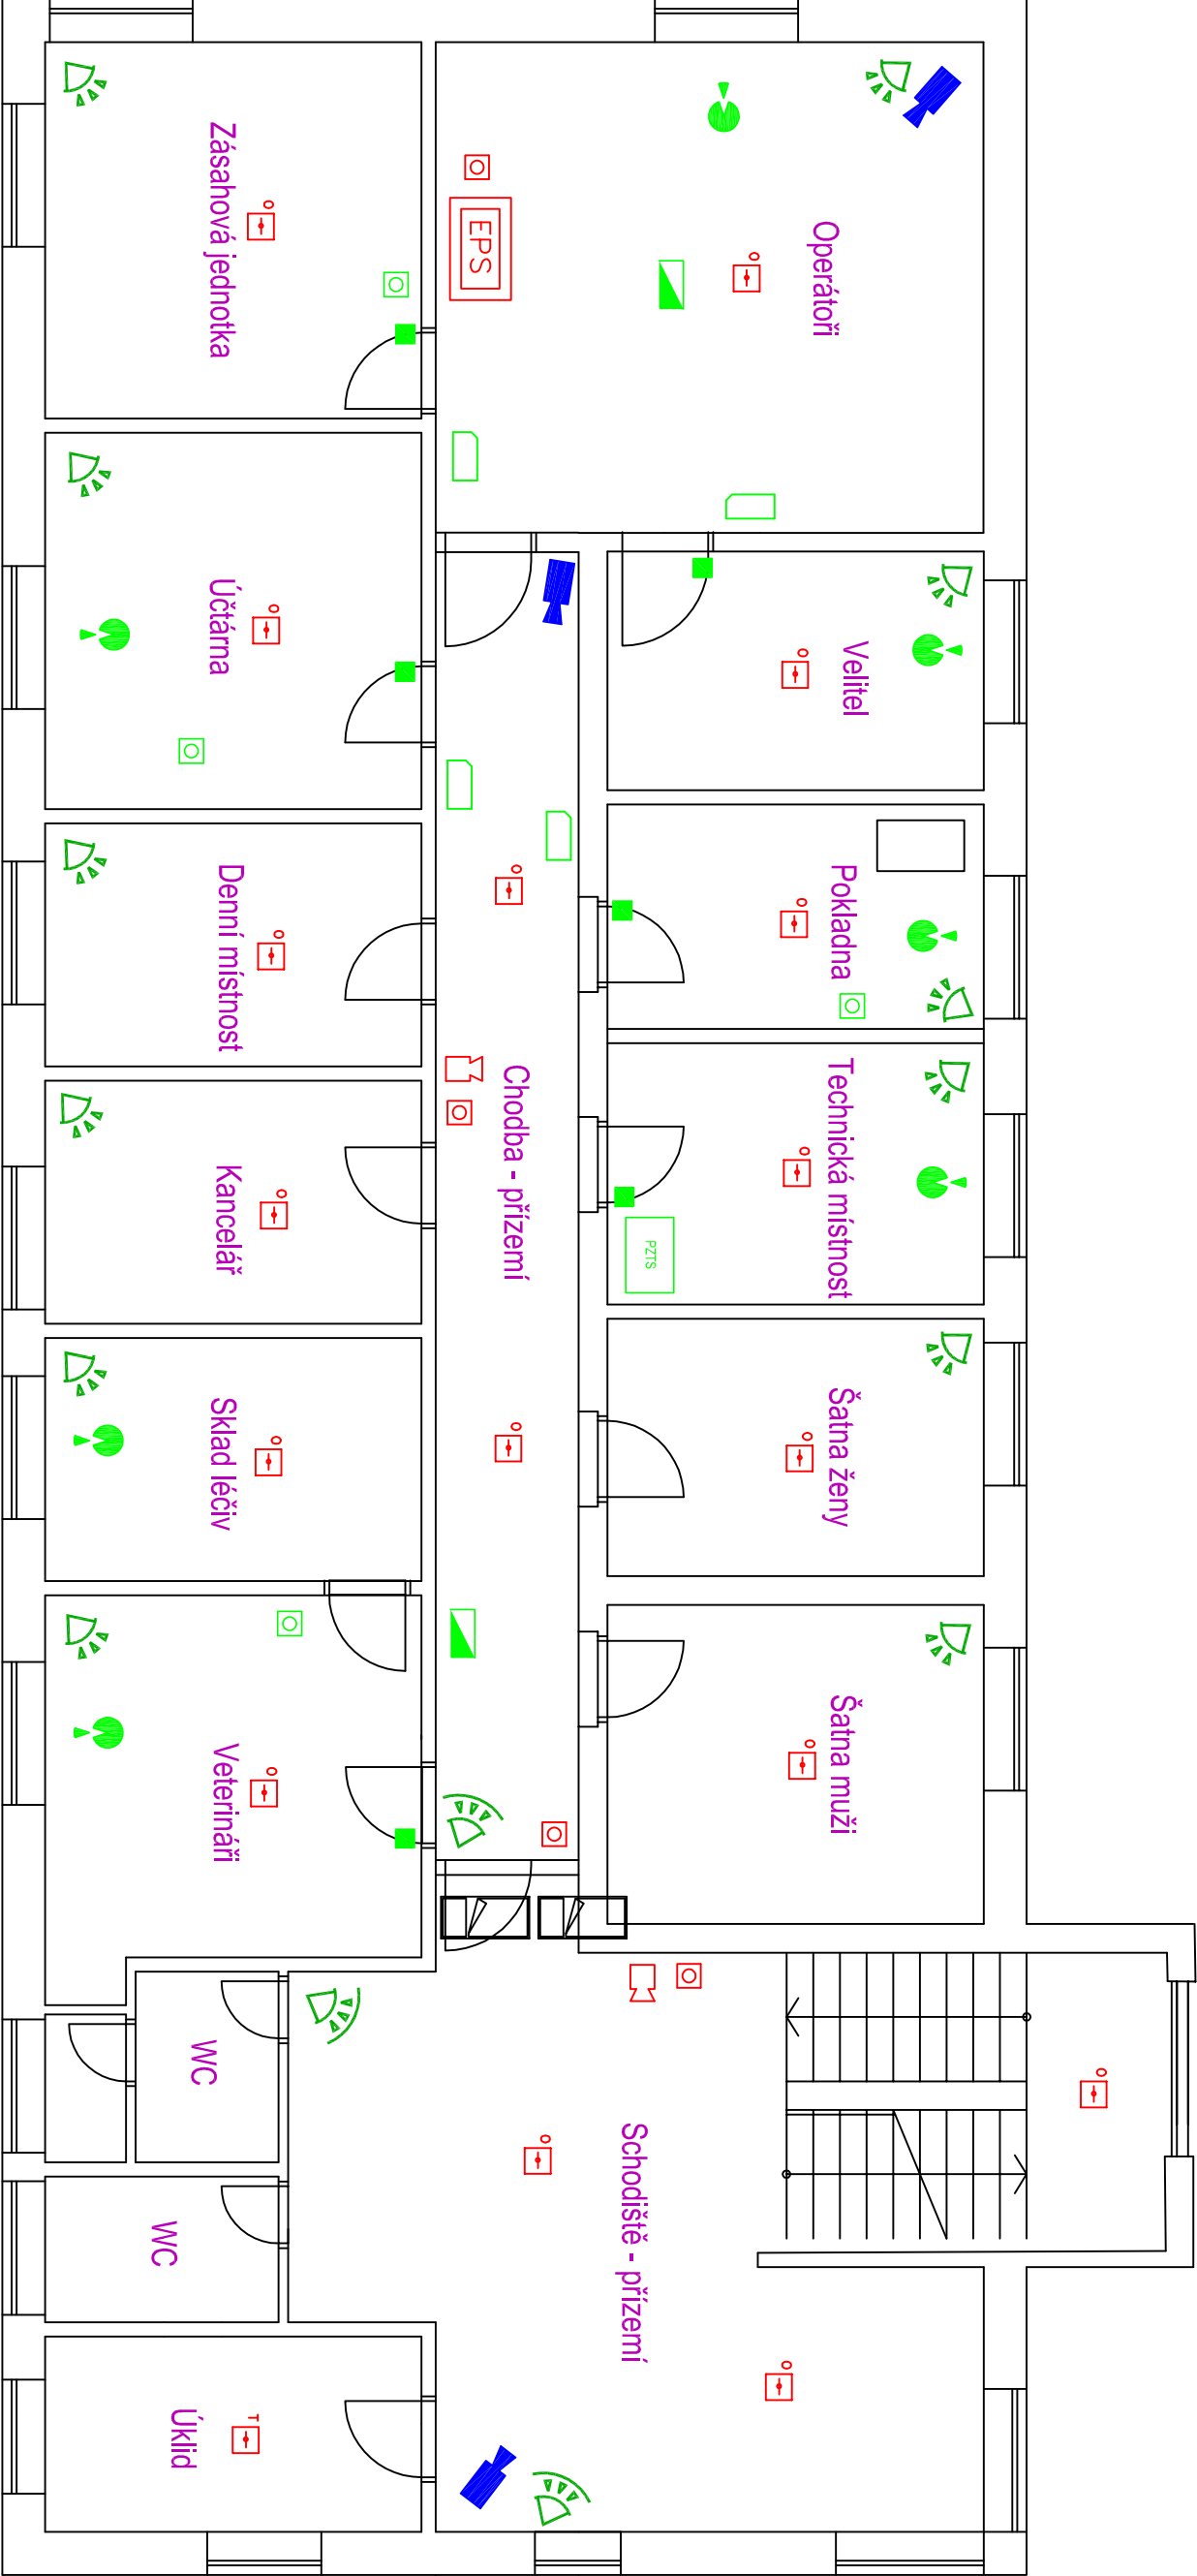 Operátoři
EPS
Zásahová jednotka
Velitel
Účtárna
Pokladna
Denní místnost
Technická místnost
PZTS
Chodba - přízemí
Kancelář
Šatna ženy
Sklad léčiv
Šatna muži
Veterináři
WC
WC
Schodiště - přízemí
Úklid
T